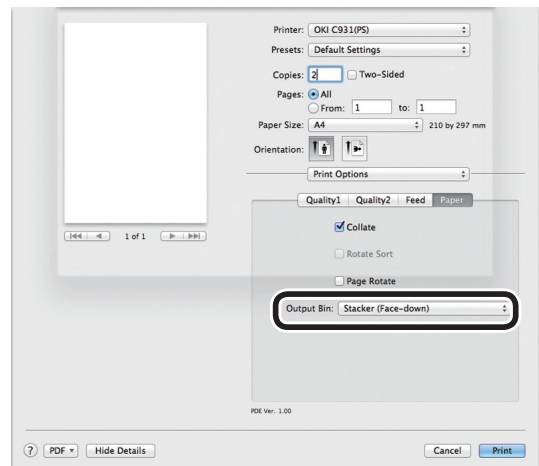 Printer: OKI C931(PS)
Presets: Default Settings
Copies: 2 Two-Sided
Pages: All
From: 1 to: 1
Paper Size: A4 210 by 297 mm
Orientation:
Print Options
Quality1 Quality2 Feed Paper
Collate
1 of 1
Rotate Sort
Page Rotate
Output Bin: Stacker (Face-down)
PDE Ver. 1.00
? PDF Hide Details Cancel Print